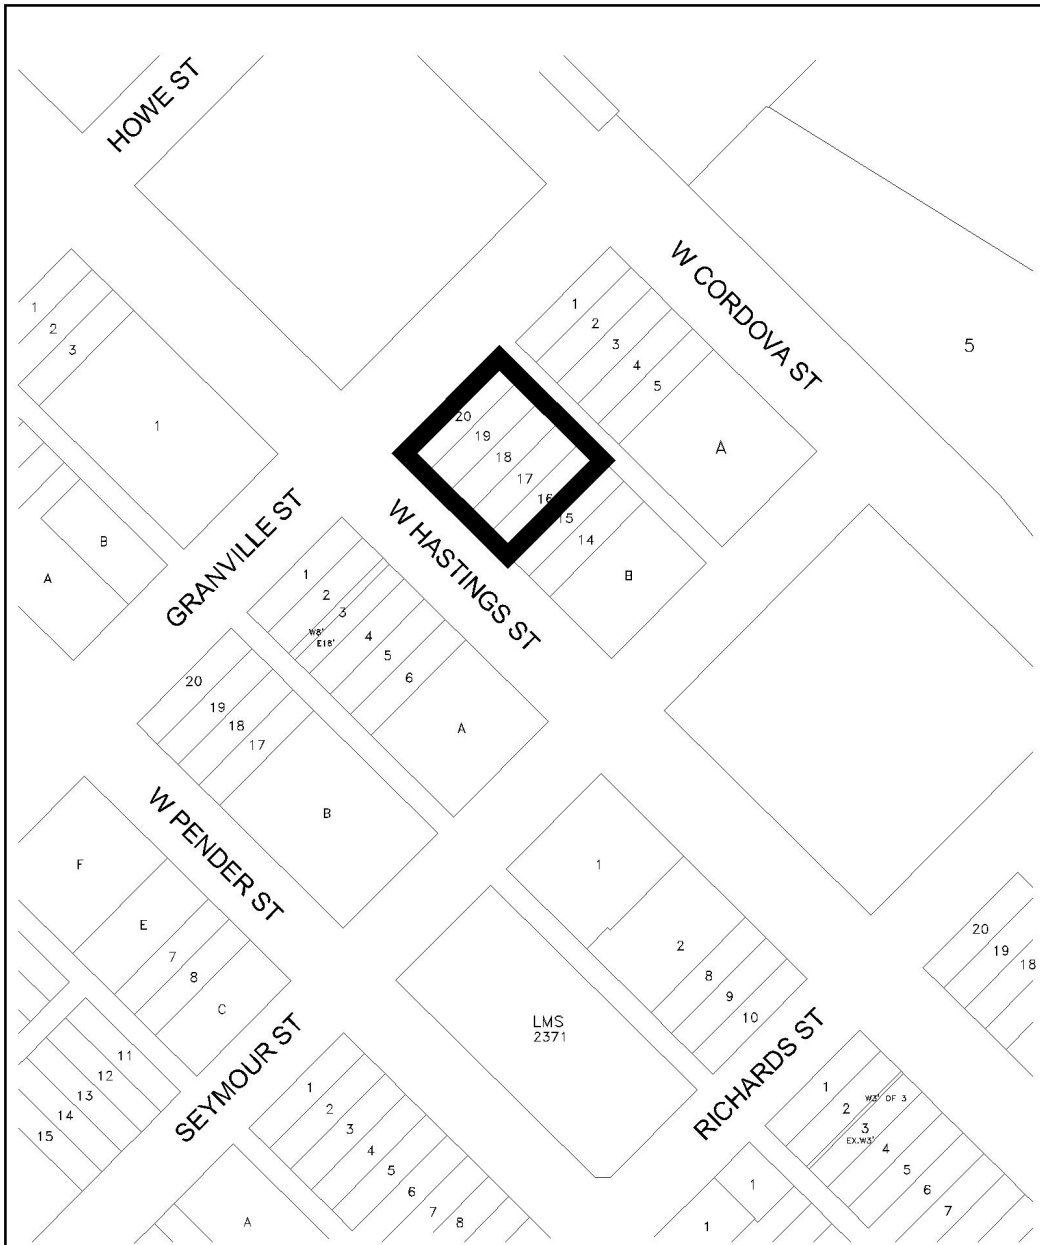 HOWE ST
W CORDOVA ST
5
1
2
3
4
5
A
1
2
3
1
20
19
18
17
16
15
14
B
W HASTINGS ST
GRANVILLE ST
B
A
1
2
3
W8'
E18'
4
5
6
A
20
19
18
17
B
W PENDER ST
F
E
7
8
C
1
2
8
9
10
LMS
2371
20
19
18
SEYMOUR ST
RICHARDS ST
11
12
13
14
15
1
2
3
4
5
6
7
8
A
1
2
W3' OF 3
3
EX.W3'
4
5
6
7
1
1